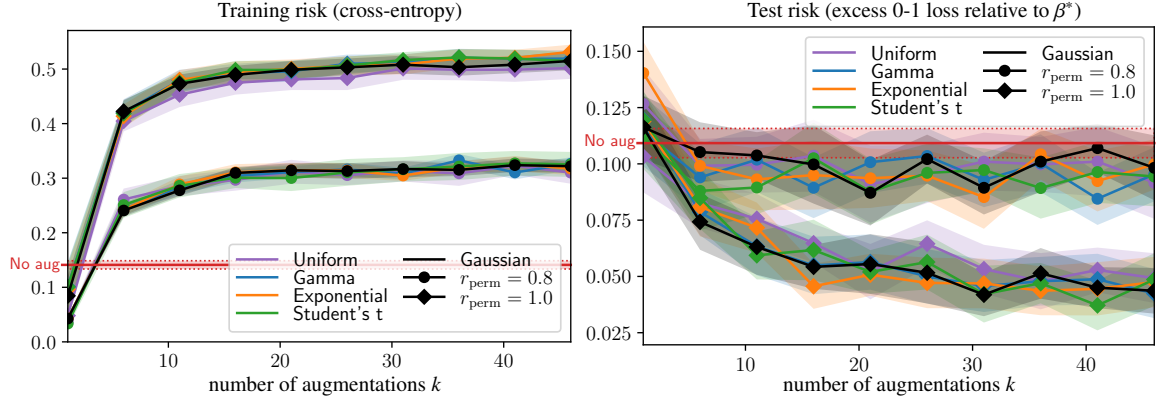 Training risk (cross-entropy)
0.5
0.4
0.3
0.2
No aug
0.1
0.0
10
20
30
40
number of augmentations k
Uniform
Gamma
Exponential
Student's t
Gaussian
r_perm = 0.8
r_perm = 1.0
Test risk (excess 0-1 loss relative to β*)
0.150
0.125
No aug
0.100
0.075
0.050
0.025
10
20
30
40
number of augmentations k
Uniform
Gamma
Exponential
Student's t
Gaussian
r_perm = 0.8
r_perm = 1.0